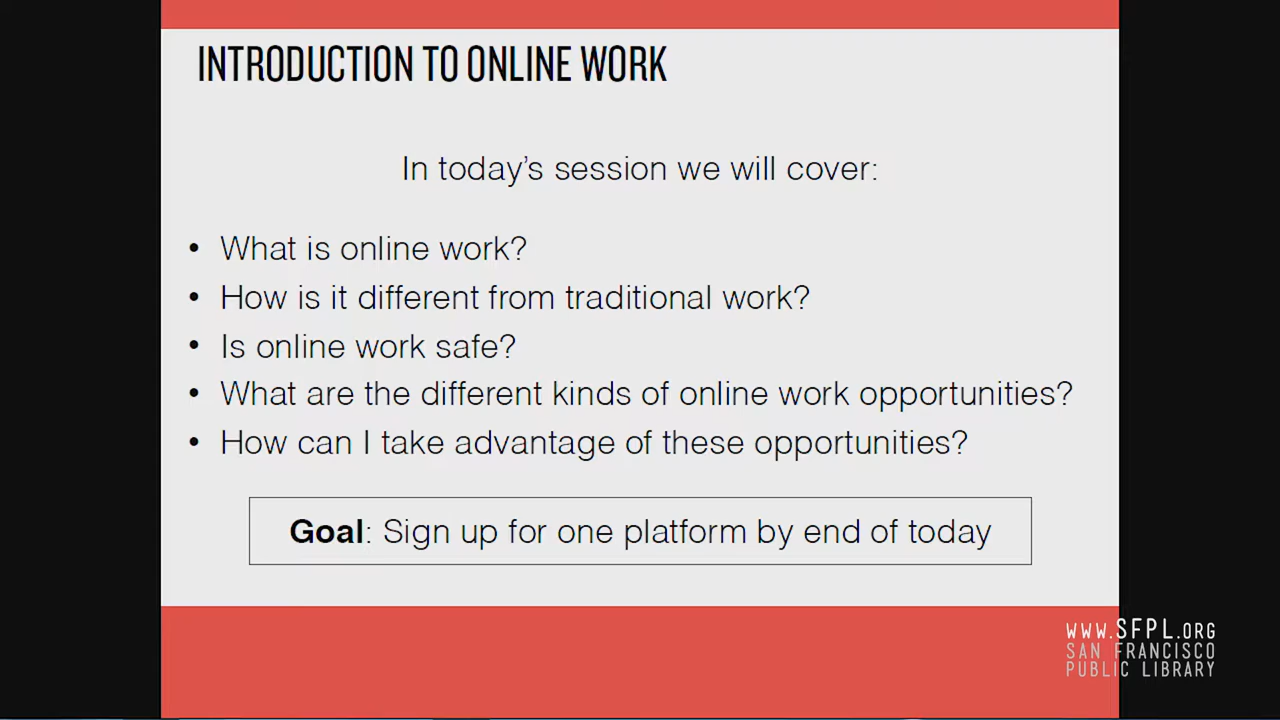 INTRODUCTION TO ONLINE WORK
In today's session we will cover:
• What is online work?
• How is it different from traditional work?
• Is online work safe?
• What are the different kinds of online work opportunities?
• How can I take advantage of these opportunities?
Goal: Sign up for one platform by end of today
WWW.SFPL.ORG
SAN FRANCISCO
PUBLIC LIBRARY